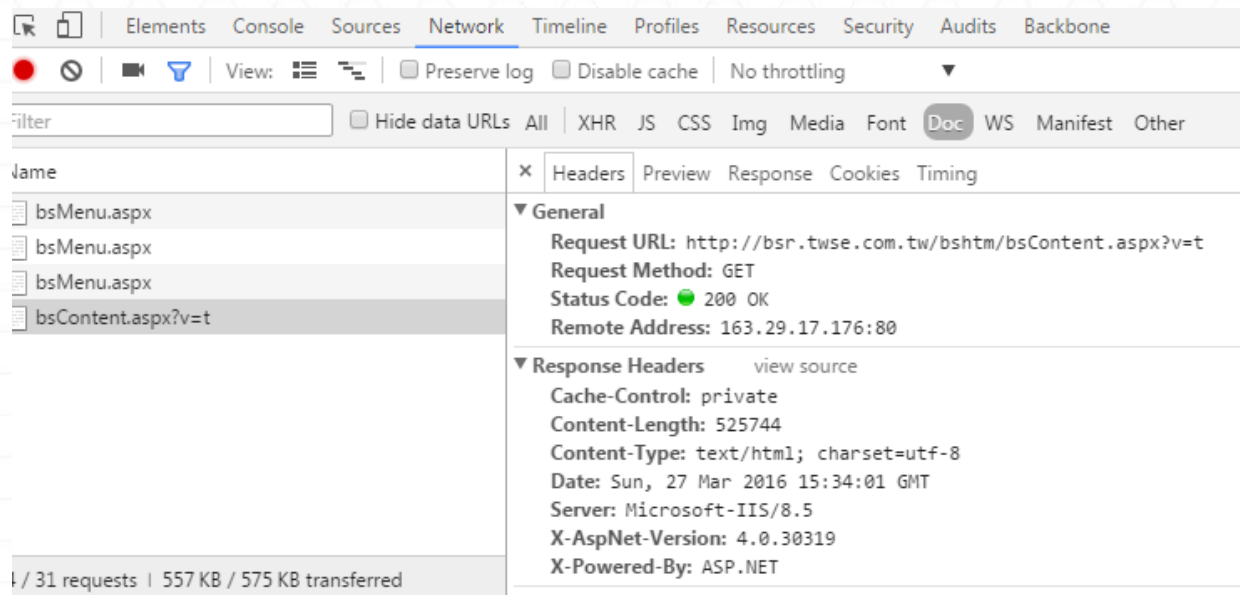 Elements Console Sources Network Timeline Profiles Resources Security Audits Backbone
View: Preserve log Disable cache No throttling
Filter Hide data URLs All XHR JS CSS Img Media Font Doc WS Manifest Other
Name
× Headers Preview Response Cookies Timing
bsMenu.aspx
bsMenu.aspx
bsMenu.aspx
bsContent.aspx?v=t
General
Request URL: http://bsr.twse.com.tw/bshtm/bsContent.aspx?v=t
Request Method: GET
Status Code: 200 OK
Remote Address: 163.29.17.176:80
Response Headers view source
Cache-Control: private
Content-Length: 525744
Content-Type: text/html; charset=utf-8
Date: Sun, 27 Mar 2016 15:34:01 GMT
Server: Microsoft-IIS/8.5
X-AspNet-Version: 4.0.30319
X-Powered-By: ASP.NET
4 / 31 requests | 557 KB / 575 KB transferred